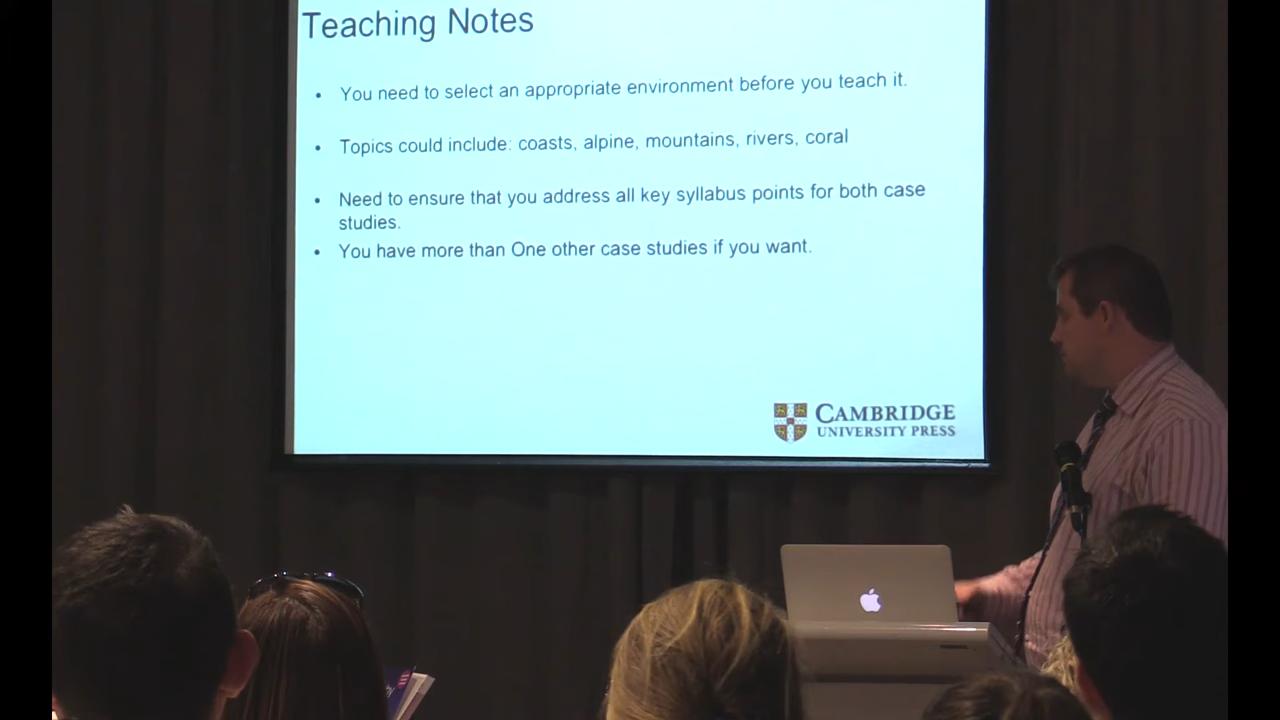 Teaching Notes
• You need to select an appropriate environment before you teach it.
• Topics could include: coasts, alpine, mountains, rivers, coral
• Need to ensure that you address all key syllabus points for both case
studies.
• You have more than One other case studies if you want.
CAMBRIDGE
UNIVERSITY PRESS